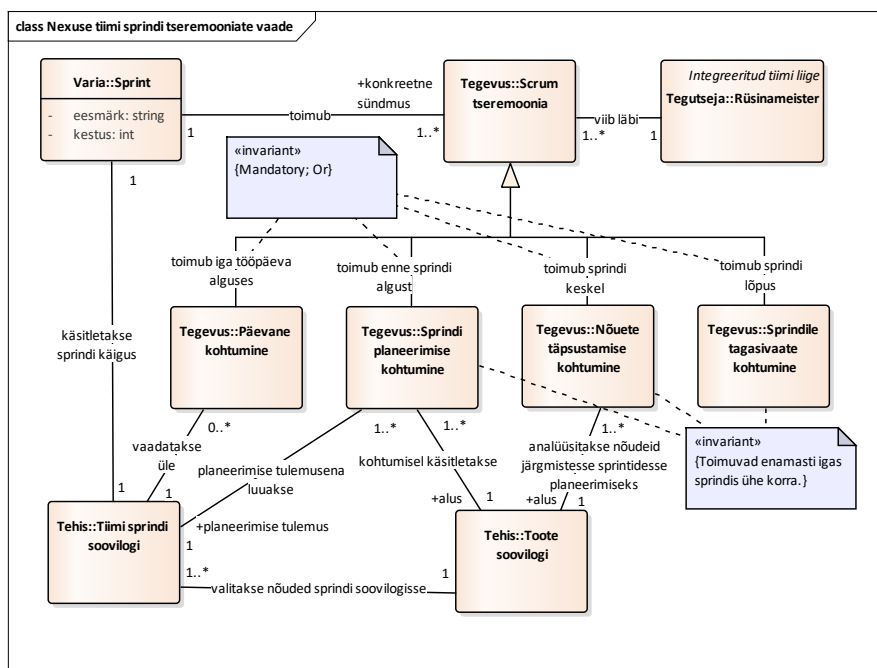 class Nexuse tiimi sprindi tseremooniate vaade
Varia::Sprint
- eesmärk: string
- kestus: int
Tegevus::Scrum
tseremoonia
Integreeritud tiimi liige
Tegutseja::Rüsinameister
+konkreetne
sündmus
toimub
1
1..*
viib läbi
1..*
1
«invariant»
{Mandatory; Or}
1
toimub iga tööpäeva
alguses
toimub enne sprindi
algust
toimub sprindi
keskel
toimub sprindi
lõpus
Tegevus::Päevane
kohtumine
Tegevus::Sprindi
planeerimise
kohtumine
Tegevus::Nõuete
täpsustamise
kohtumine
Tegevus::Sprindile
tagasivaate
kohtumine
käsitletakse
sprindi käigus
0..*
vaadatakse
üle
1..*
1..*
planeerimise tulemusena
luuakse
kohtumisel käsitletakse
1..*
analüüsitakse nõudeid
järgmistesse sprintidesse
planeerimiseks
«invariant»
{Toimuvad enamasti igas
sprindis ühe korra.}
1
1
+alus
1
+alus
1
Tehis::Tiimi sprindi
soovilogi
+planeerimise tulemus
1
Tehis::Toote
soovilogi
1..*
valitakse nõuded sprindi soovilogisse
1